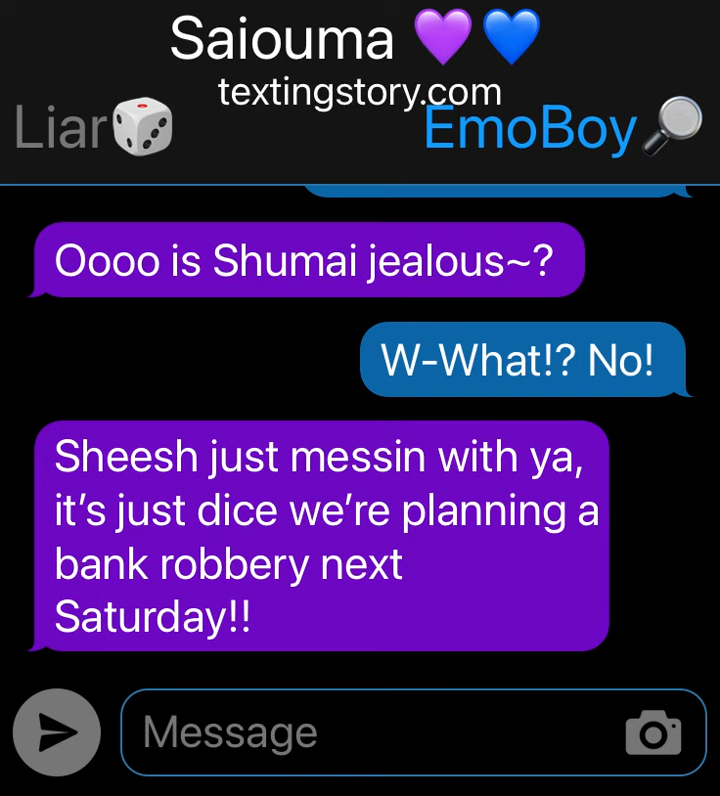 Saiouma 💜💙
textingstory.com
Liar🎲 EmoBoy🔎
Oooo is Shumai jealous~?
W-What!? No!
Sheesh just messin with ya,
it’s just dice we’re planning a
bank robbery next
Saturday!!
Message